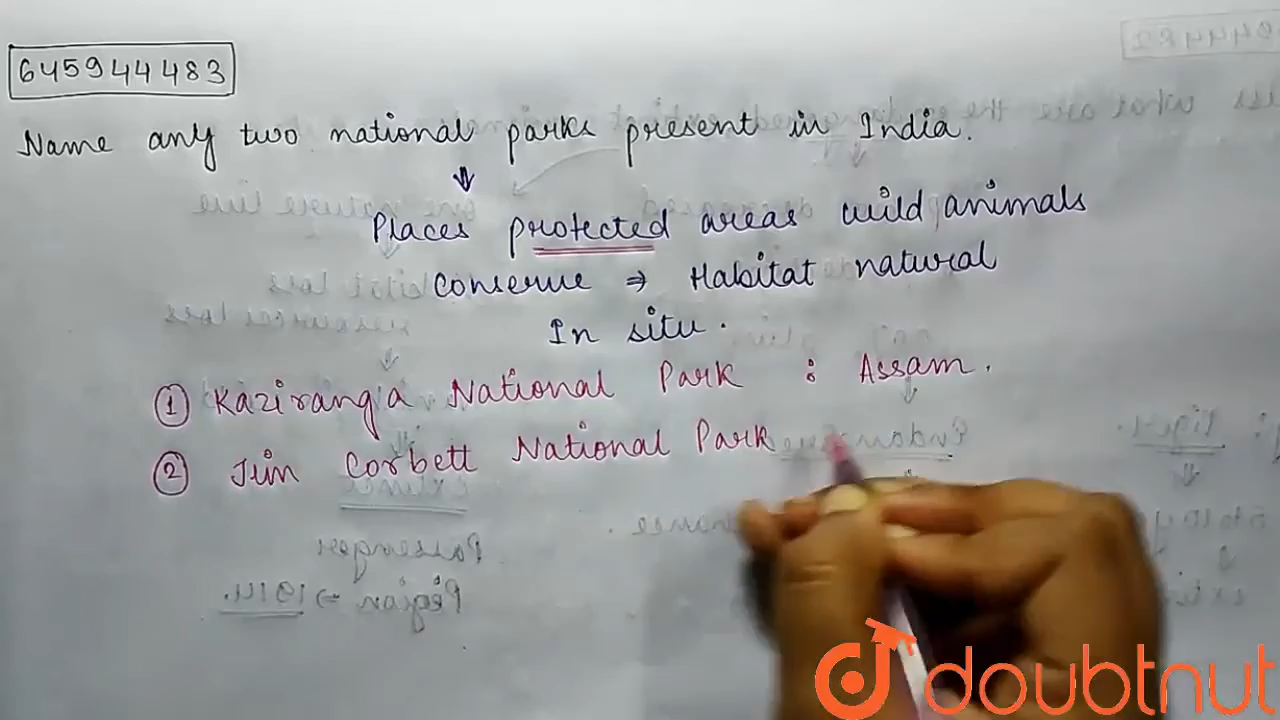 645944483
Name any two national parks present in India.
⇓
Places protected areas wild animals
conserve ⇒ Habitat natural
In situ.
① Kaziranga National Park : Assam.
② Jim Corbett National Park
doubtnut